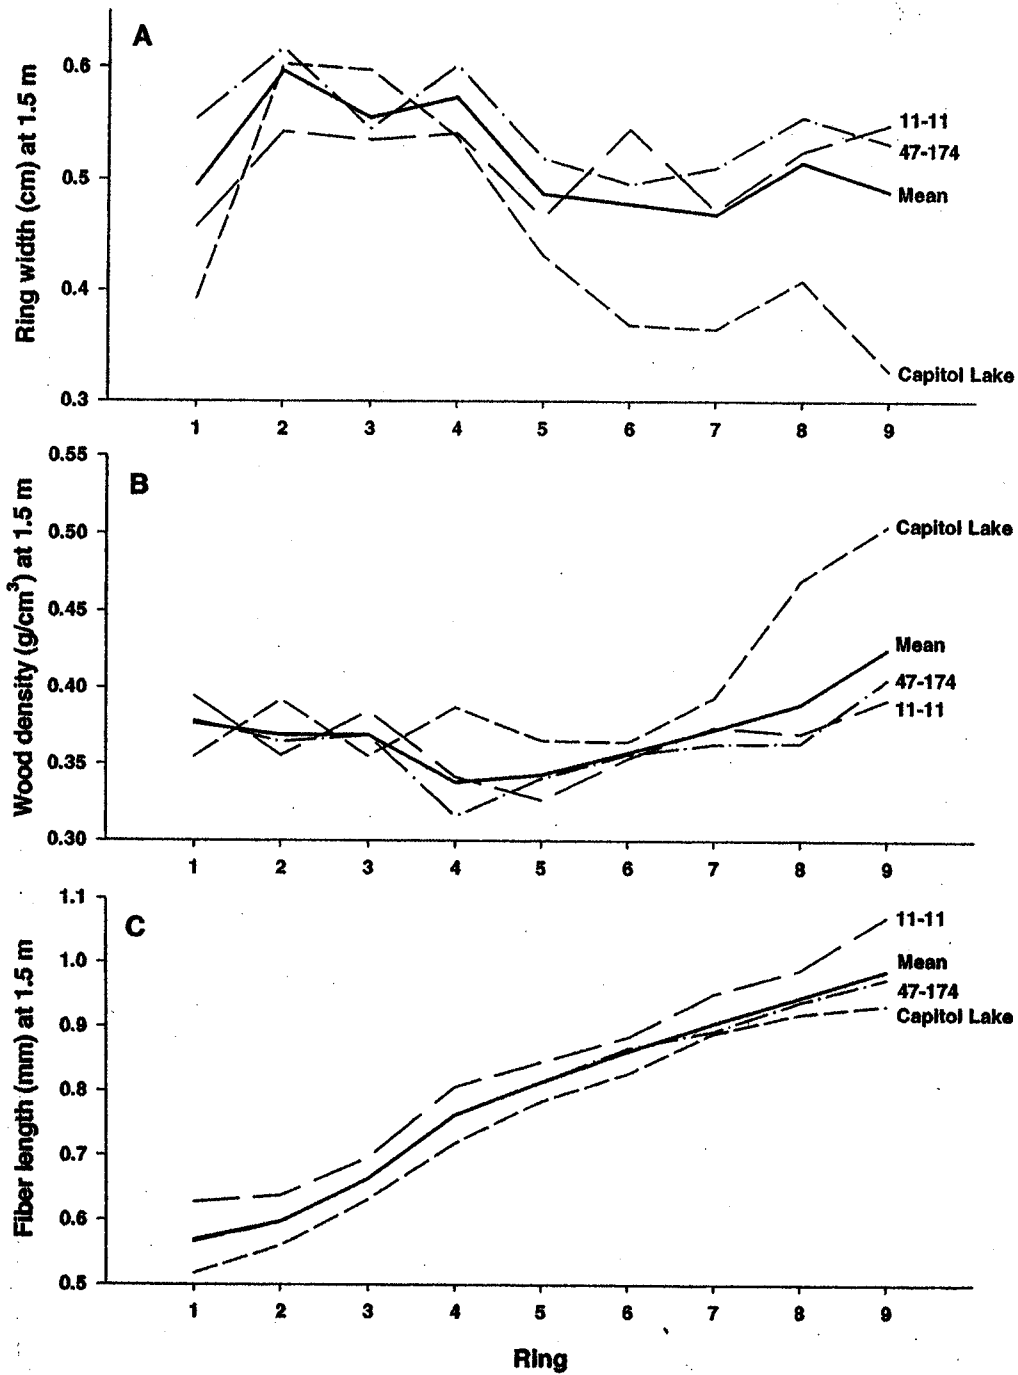 A
Ring width (cm) at 1.5 m
0.6
0.5
0.4
0.3
11-11
47-174
Mean
Capitol Lake
1 2 3 4 5 6 7 8 9
B
Wood density (g/cm³) at 1.5 m
0.55
0.50
0.45
0.40
0.35
0.30
Capitol Lake
Mean
47-174
11-11
1 2 3 4 5 6 7 8 9
C
Fiber length (mm) at 1.5 m
1.1
1.0
0.9
0.8
0.7
0.6
0.5
11-11
Mean
47-174
Capitol Lake
1 2 3 4 5 6 7 8 9
Ring